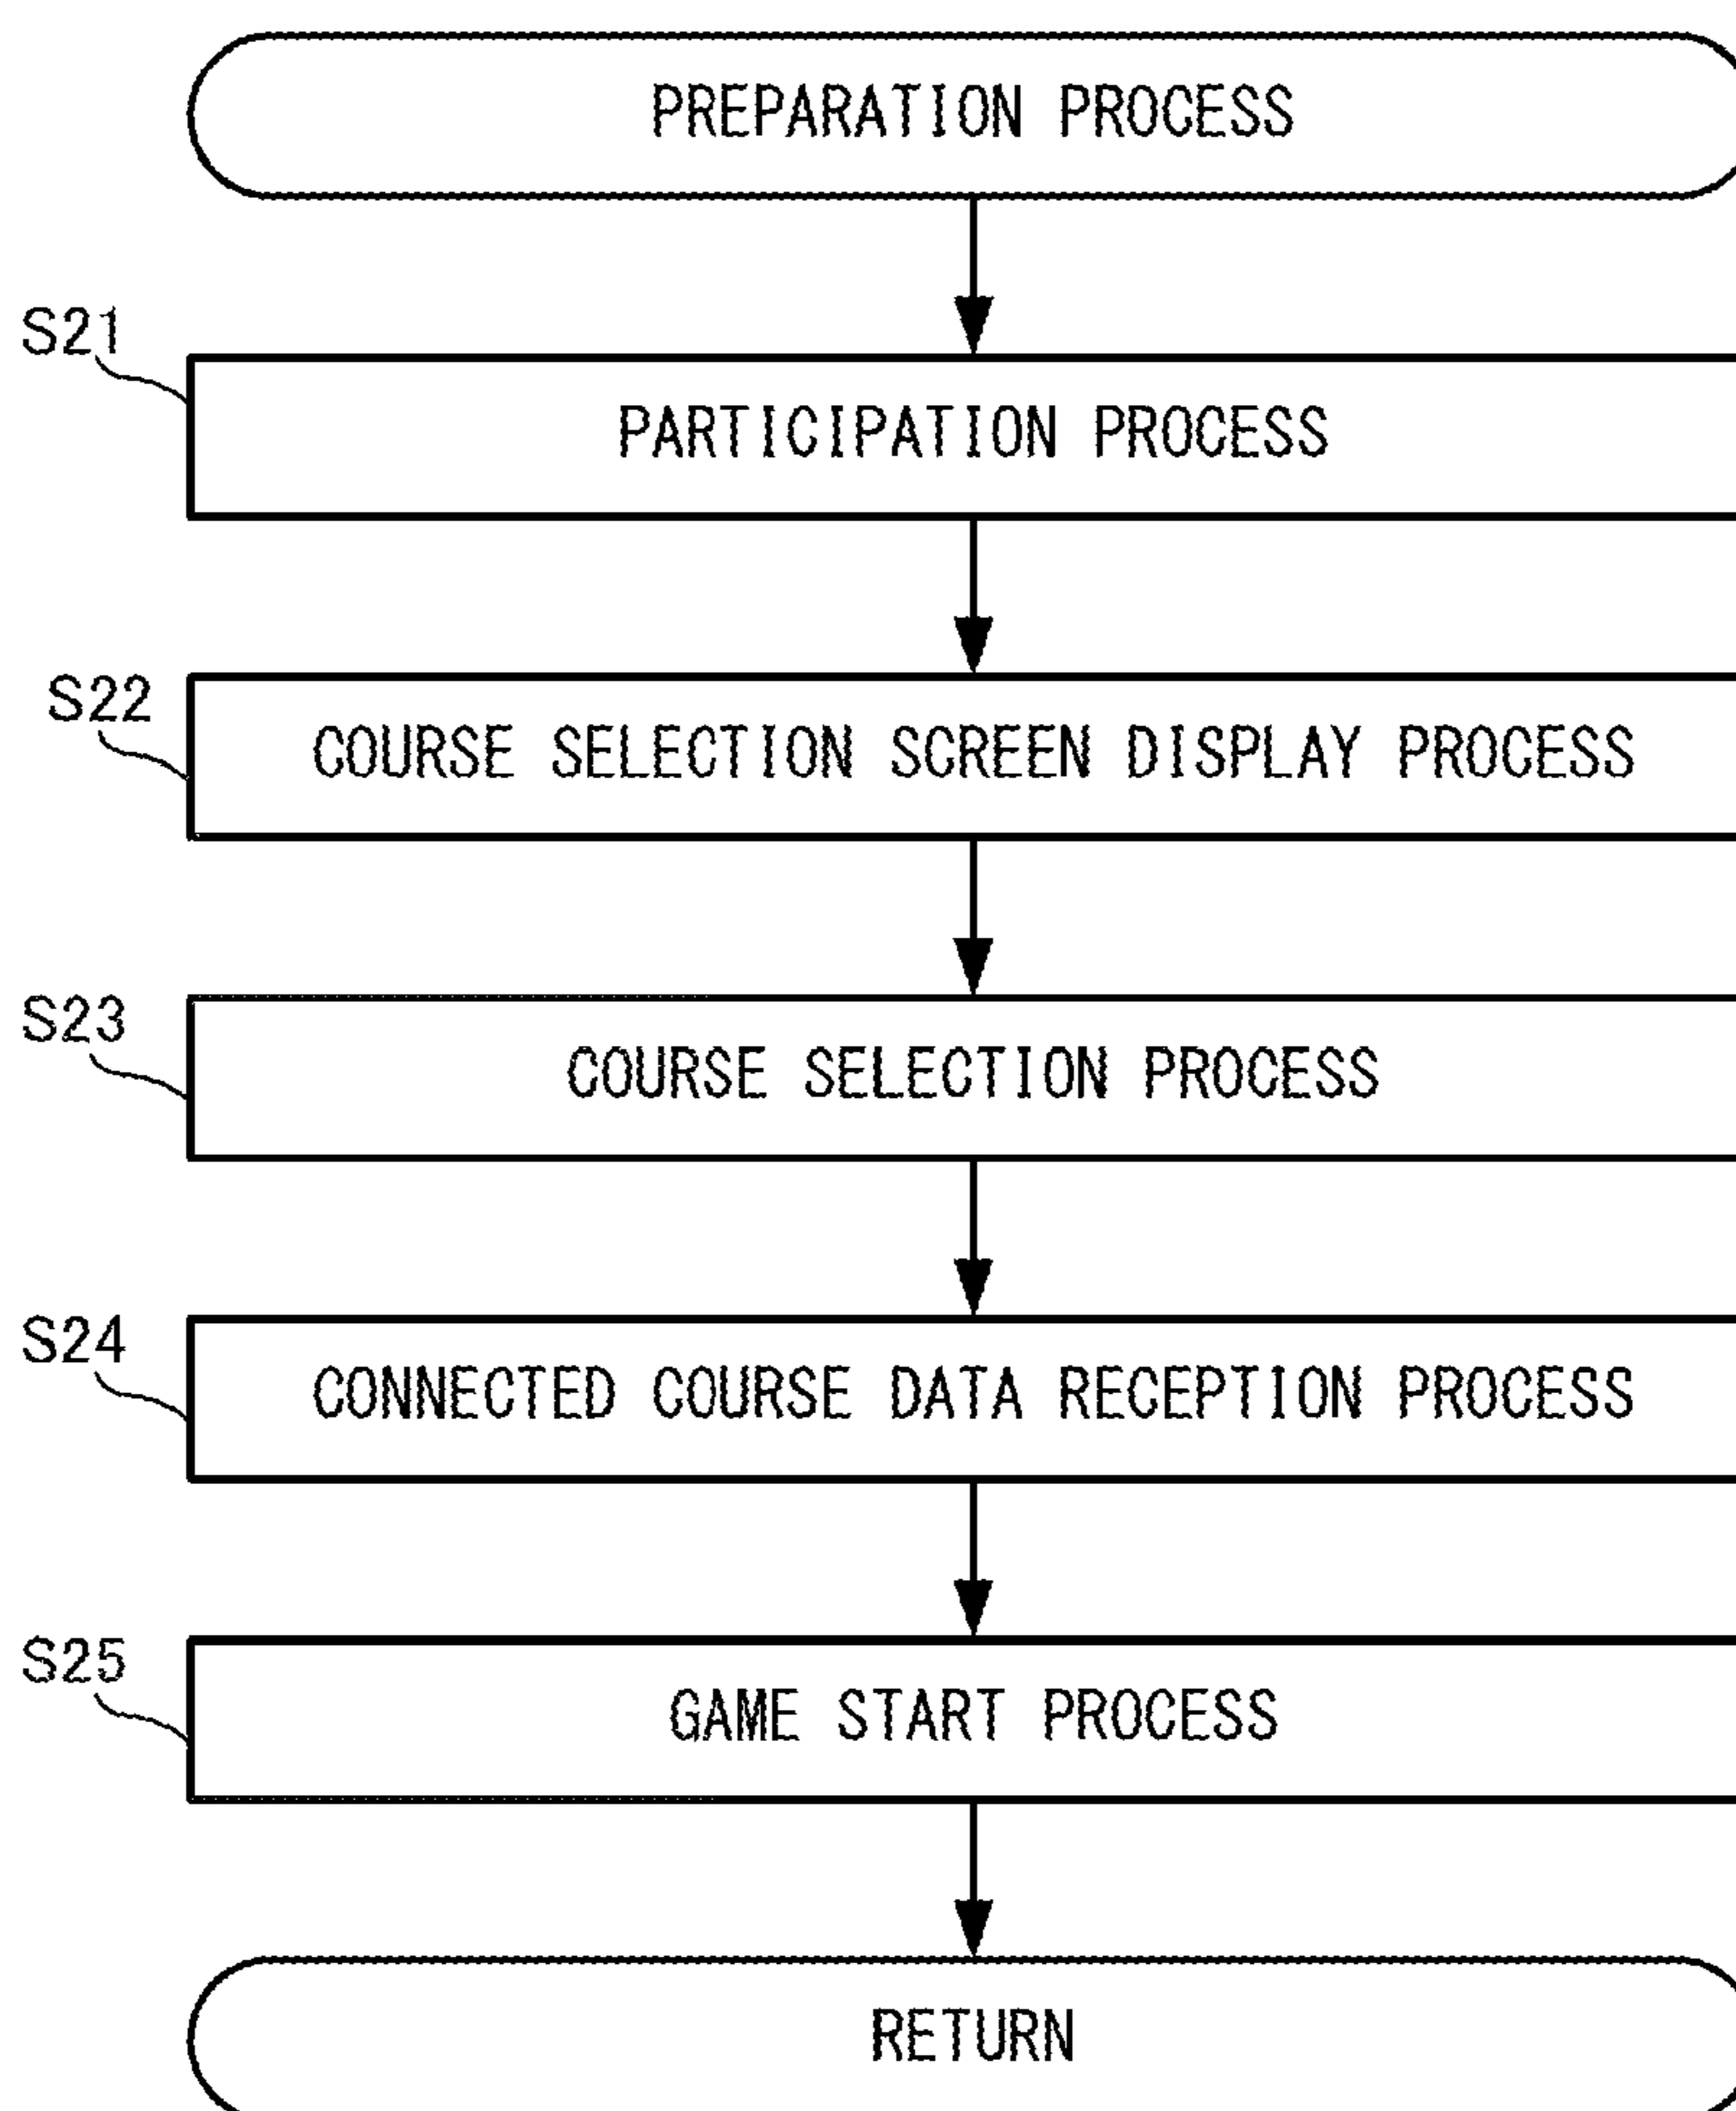 PREPARATION PROCESS
S21
PARTICIPATION PROCESS
S22
COURSE SELECTION SCREEN DISPLAY PROCESS
S23
COURSE SELECTION PROCESS
S24
CONNECTED COURSE DATA RECEPTION PROCESS
S25
GAME START PROCESS
RETURN